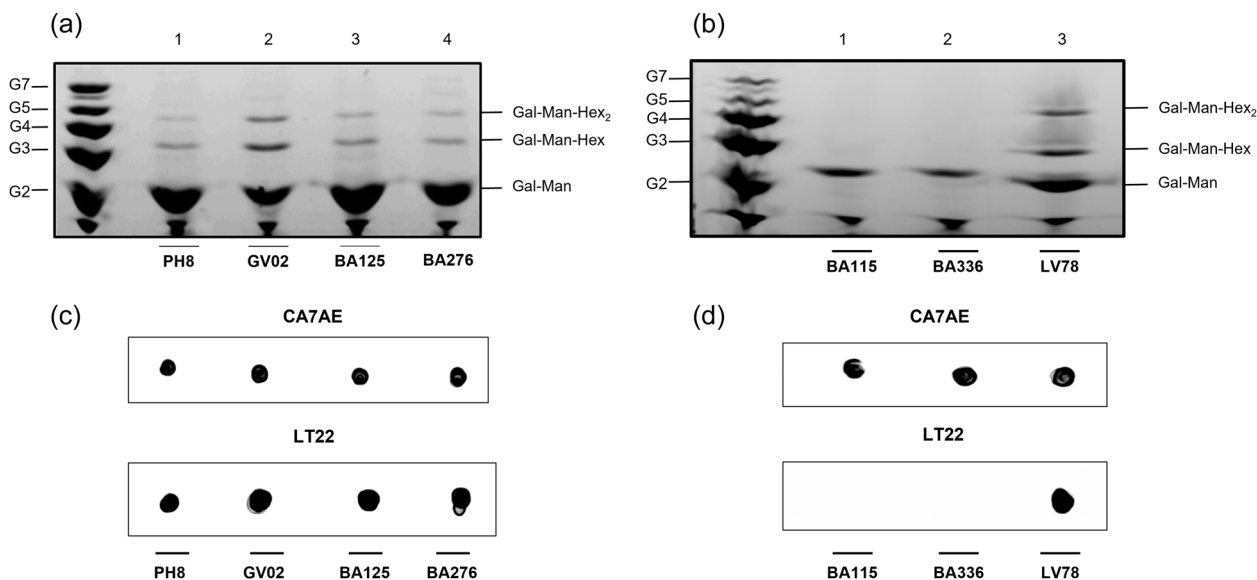 (a)
1 2 3 4
G7
G5
G4
G3
G2
Gal-Man-Hex₂
Gal-Man-Hex
Gal-Man
PH8 GV02 BA125 BA276
(b)
1 2 3
G7
G5
G4
G3
G2
Gal-Man-Hex₂
Gal-Man-Hex
Gal-Man
BA115 BA336 LV78
(c)
CA7AE
LT22
PH8 GV02 BA125 BA276
(d)
CA7AE
LT22
BA115 BA336 LV78